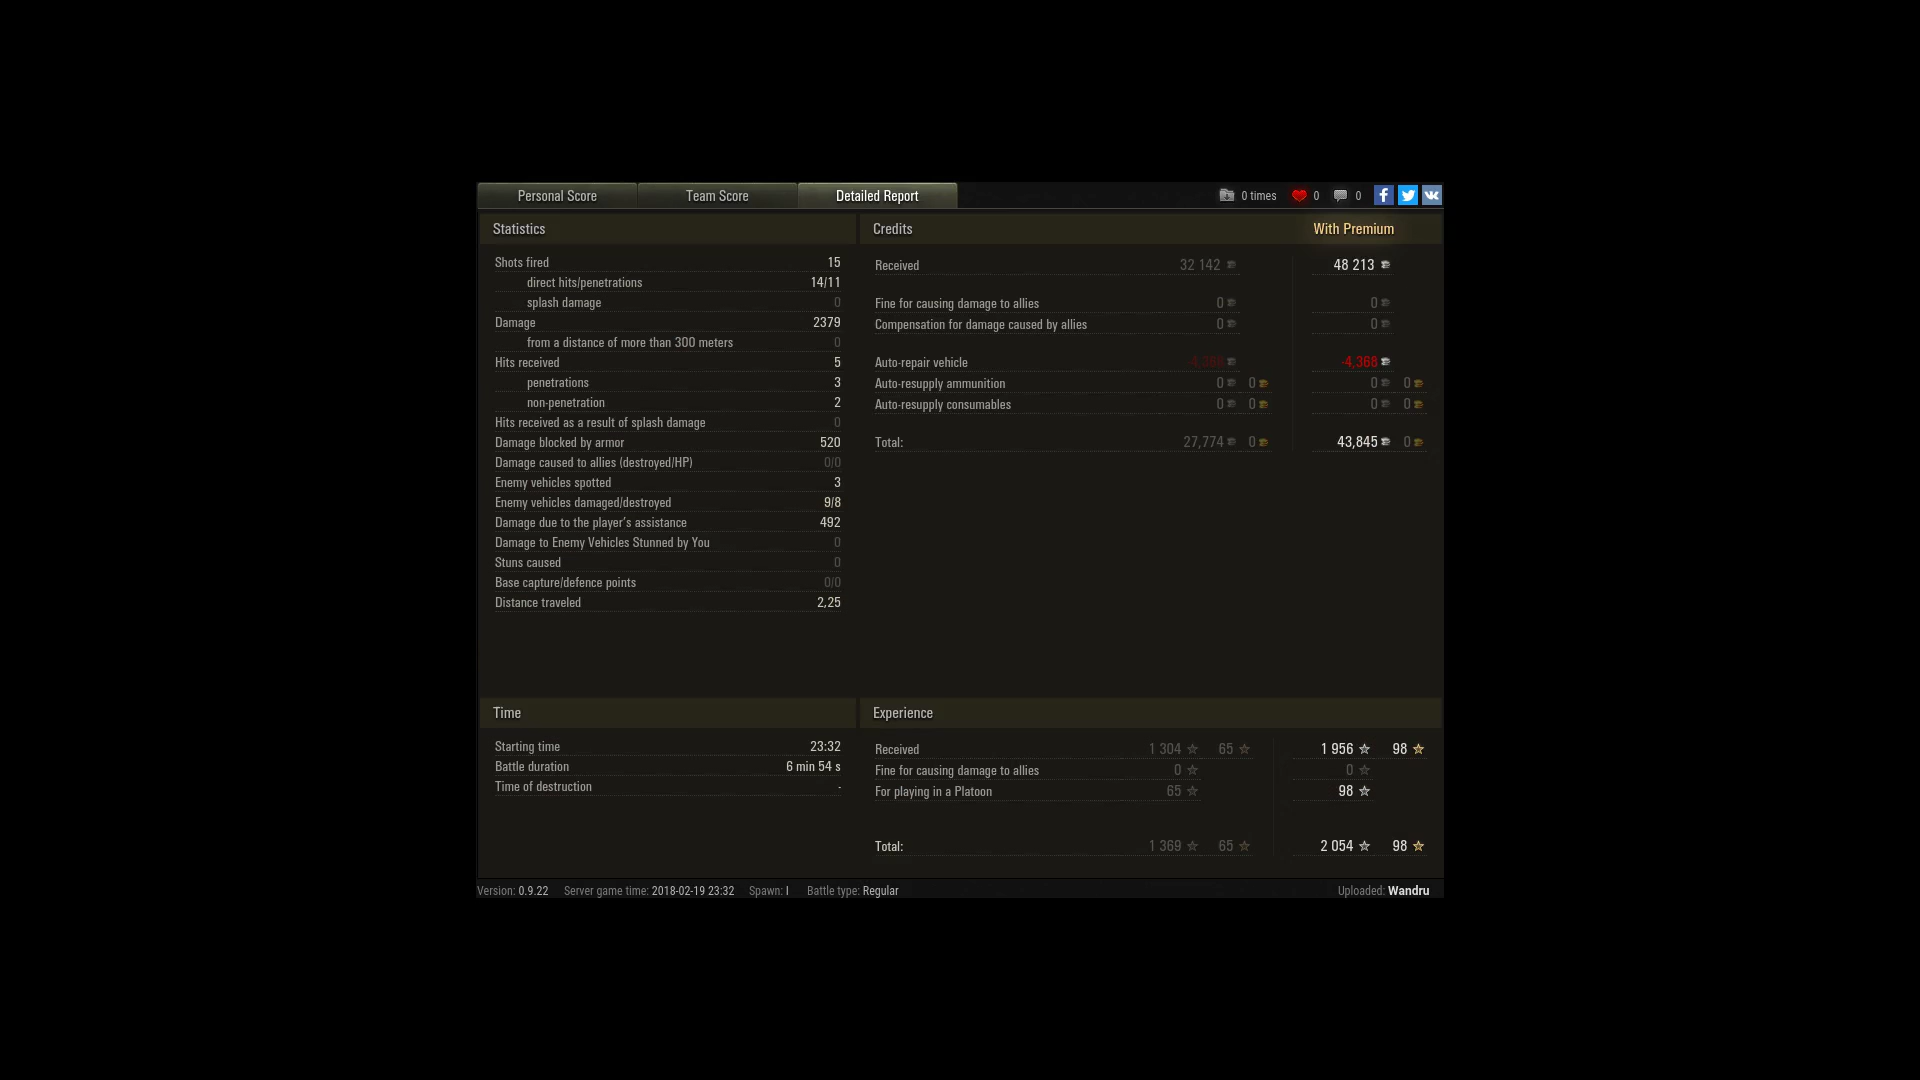 Personal Score Team Score Detailed Report 0 times 0 0
Statistics
Shots fired 15
direct hits/penetrations 14/11
splash damage 0
Damage 2379
from a distance of more than 300 meters 0
Hits received 5
penetrations 3
non-penetration 2
Hits received as a result of splash damage 0
Damage blocked by armor 520
Damage caused to allies (destroyed/HP) 0/0
Enemy vehicles spotted 3
Enemy vehicles damaged/destroyed 9/8
Damage due to the player's assistance 492
Damage to Enemy Vehicles Stunned by You 0
Stuns caused 0
Base capture/defence points 0/0
Distance traveled 2,25
Credits With Premium
Received 32 142 48 213
Fine for causing damage to allies 0 0
Compensation for damage caused by allies 0 0
Auto-repair vehicle -4,368 -4,368
Auto-resupply ammunition 0 0 0 0
Auto-resupply consumables 0 0 0 0
Total: 27,774 0 43,845 0
Time
Starting time 23:32
Battle duration 6 min 54 s
Time of destruction -
Experience
Received 1 304 65 1 956 98
Fine for causing damage to allies 0 0
For playing in a Platoon 65 98
Total: 1 369 65 2 054 98
Version: 0.9.22 Server game time: 2018-02-19 23:32 Spawn: I Battle type: Regular Uploaded: Wandru